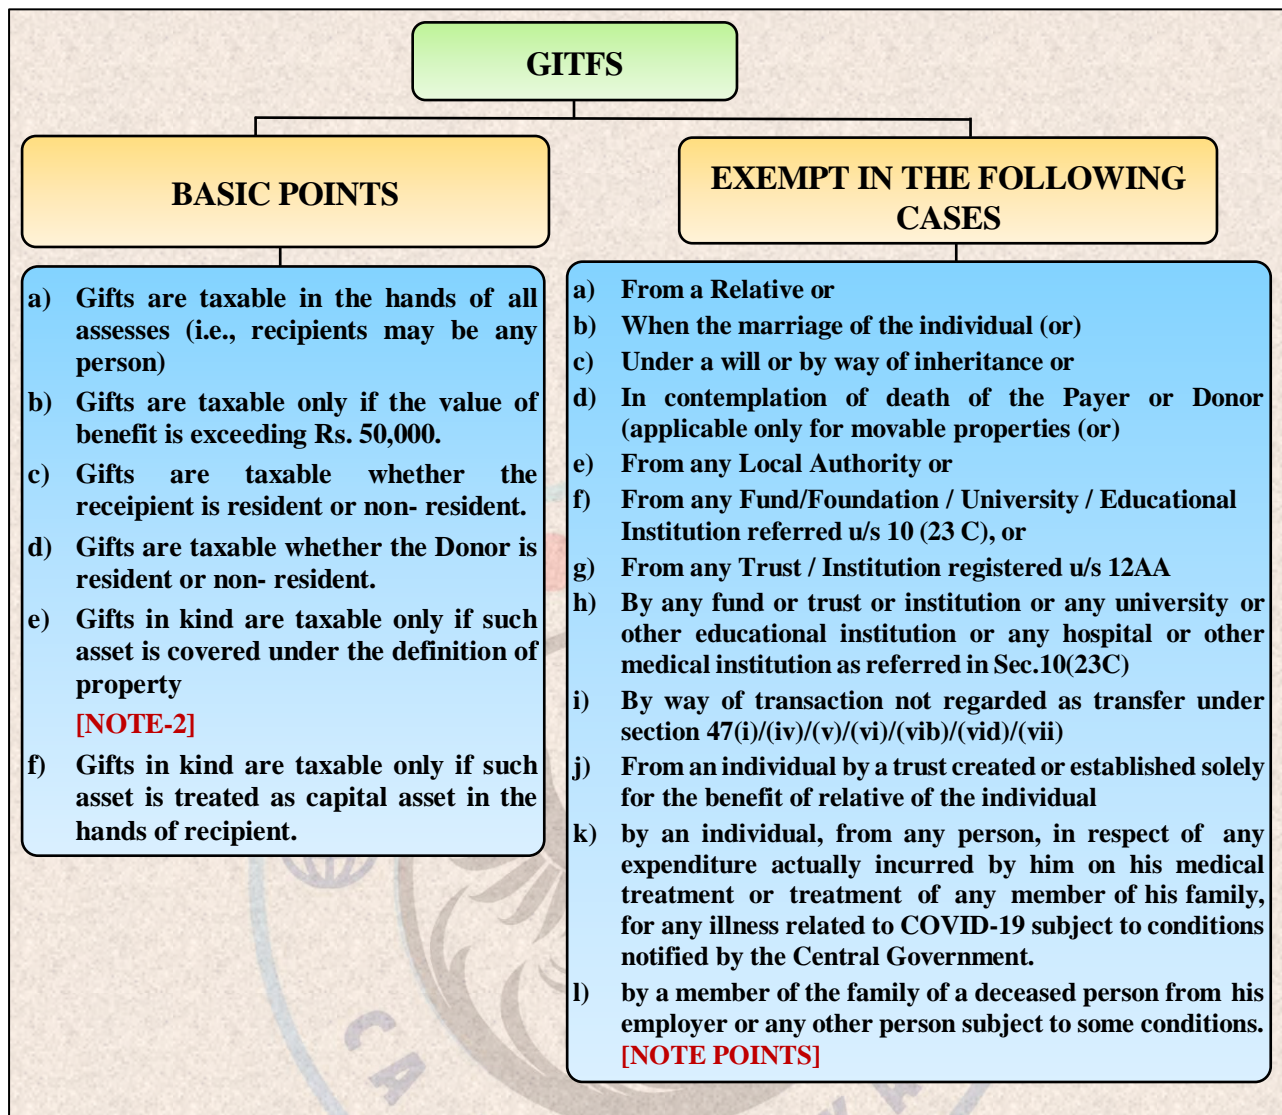 GITFS
BASIC POINTS
a) Gifts are taxable in the hands of all
assesses (i.e., recipients may be any
person)
b) Gifts are taxable only if the value of
benefit is exceeding Rs. 50,000.
c) Gifts are taxable whether the
receipient is resident or non- resident.
d) Gifts are taxable whether the Donor is
resident or non- resident.
e) Gifts in kind are taxable only if such
asset is covered under the definition of
property
[NOTE-2]
f) Gifts in kind are taxable only if such
asset is treated as capital asset in the
hands of recipient.
EXEMPT IN THE FOLLOWING
CASES
a) From a Relative or
b) When the marriage of the individual (or)
c) Under a will or by way of inheritance or
d) In contemplation of death of the Payer or Donor
(applicable only for movable properties (or)
e) From any Local Authority or
f) From any Fund/Foundation / University / Educational
Institution referred u/s 10 (23 C), or
g) From any Trust / Institution registered u/s 12AA
h) By any fund or trust or institution or any university or
other educational institution or any hospital or other
medical institution as referred in Sec.10(23C)
i) By way of transaction not regarded as transfer under
section 47(i)/(iv)/(v)/(vi)/(vib)/(vid)/(vii)
j) From an individual by a trust created or established solely
for the benefit of relative of the individual
k) by an individual, from any person, in respect of any
expenditure actually incurred by him on his medical
treatment or treatment of any member of his family,
for any illness related to COVID-19 subject to conditions
notified by the Central Government.
l) by a member of the family of a deceased person from his
employer or any other person subject to some conditions.
[NOTE POINTS]
CA